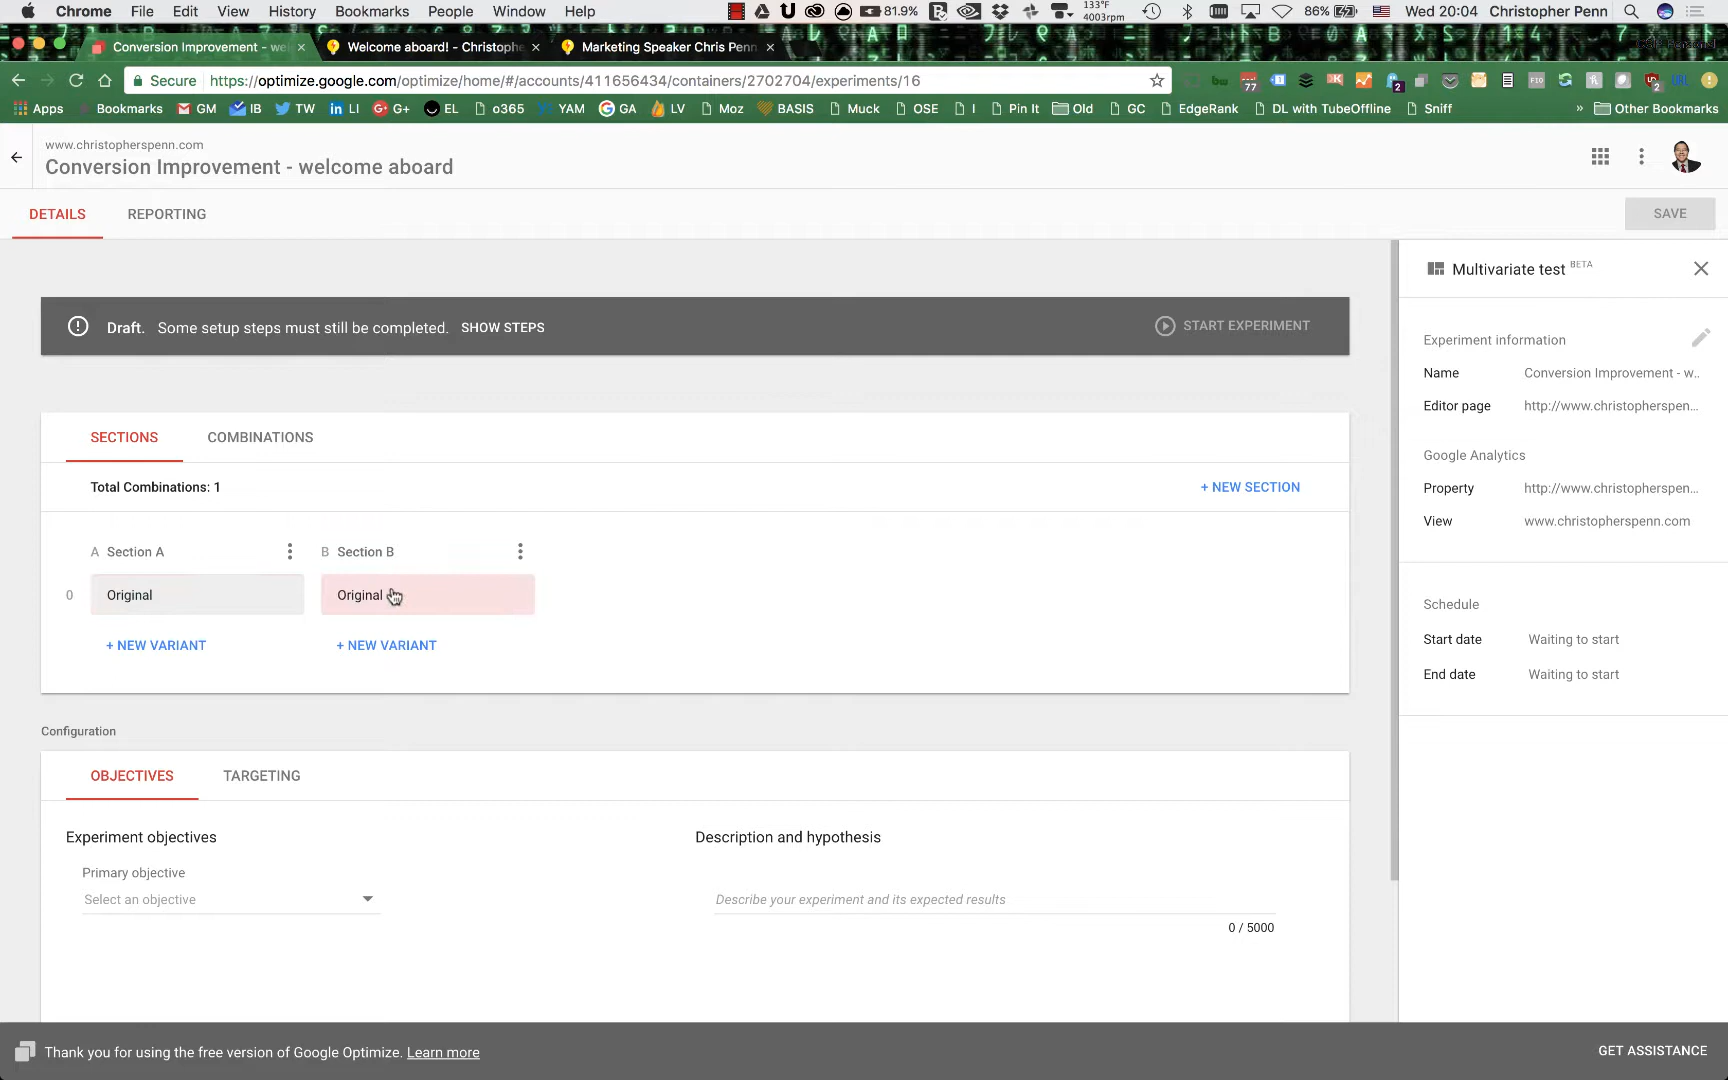 Chrome File Edit View History Bookmarks People Window Help 81.9% 133°F 4003rpm 86% Wed 20:04 Christopher Penn
Conversion Improvement - wel Welcome aboard! - Christophe Marketing Speaker Chris Penn
Secure https://optimize.google.com/optimize/home/#/accounts/411656434/containers/2702704/experiments/16
Apps Bookmarks GM IB TW LI G+ EL o365 YAM GA LV Moz BASIS Muck OSE I Pin It Old GC EdgeRank DL with TubeOffline Sniff » Other Bookmarks
www.christopherspenn.com
Conversion Improvement - welcome aboard
DETAILS REPORTING SAVE
Multivariate test BETA
Draft. Some setup steps must still be completed. SHOW STEPS START EXPERIMENT
Experiment information
Name Conversion Improvement - w..
Editor page http://www.christopherspen...
Google Analytics
Property http://www.christopherspen...
View www.christopherspenn.com
Schedule
Start date Waiting to start
End date Waiting to start
SECTIONS COMBINATIONS
Total Combinations: 1 + NEW SECTION
A Section A B Section B
0 Original Original
+ NEW VARIANT + NEW VARIANT
Configuration
OBJECTIVES TARGETING
Experiment objectives Description and hypothesis
Primary objective
Select an objective Describe your experiment and its expected results
0 / 5000
Thank you for using the free version of Google Optimize. Learn more GET ASSISTANCE